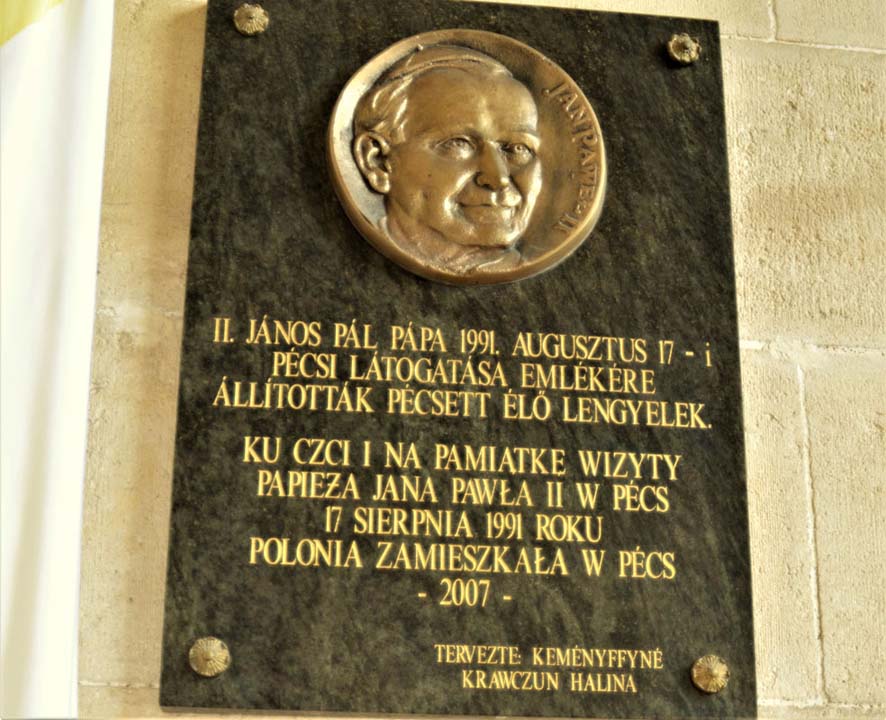 JAN PAWEŁ II
II. JÁNOS PÁL PÁPA 1991. AUGUSZTUS 17 - i
PÉCSI LÁTOGATÁSA EMLÉKÉRE
ÁLLÍTOTTÁK PÉCSETT ÉLŐ LENGYELEK.
KU CZCI I NA PAMIATKE WIZYTY
PAPIEŻA JANA PAWŁA II W PÉCS
17 SIERPNIA 1991 ROKU
POLONIA ZAMIESZKAŁA W PÉCS
- 2007 -
TERVEZTE: KEMÉNYFFYNÉ
KRAWCZUN HALINA